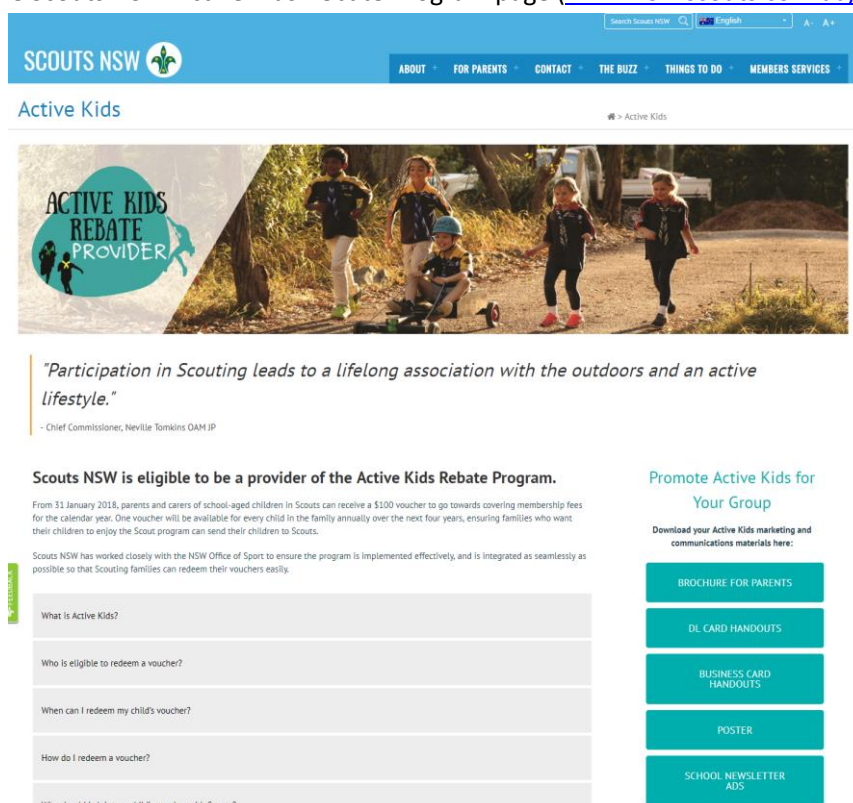 Search Scouts NSW
English
A- A+
SCOUTS NSW
ABOUT + FOR PARENTS + CONTACT + THE BUZZ + THINGS TO DO + MEMBERS SERVICES +
Active Kids
> Active Kids
ACTIVE KIDS
REBATE
PROVIDER
"Participation in Scouting leads to a lifelong association with the outdoors and an active
lifestyle."
- Chief Commissioner, Neville Tomkins OAM JP
Scouts NSW is eligible to be a provider of the Active Kids Rebate Program.
From 31 January 2018, parents and carers of school-aged children in Scouts can receive a $100 voucher to go towards covering membership fees
for the calendar year. One voucher will be available for every child in the family annually over the next four years, ensuring families who want
their children to enjoy the Scout program can send their children to Scouts.
Scouts NSW has worked closely with the NSW Office of Sport to ensure the program is implemented effectively, and is integrated as seamlessly as
possible so that Scouting families can redeem their vouchers easily.
FEEDBACK
What is Active Kids?
Who is eligible to redeem a voucher?
When can I redeem my child's voucher?
How do I redeem a voucher?
Promote Active Kids for
Your Group
Download your Active Kids marketing and
communications materials here:
BROCHURE FOR PARENTS
DL CARD HANDOUTS
BUSINESS CARD
HANDOUTS
POSTER
SCHOOL NEWSLETTER
ADS